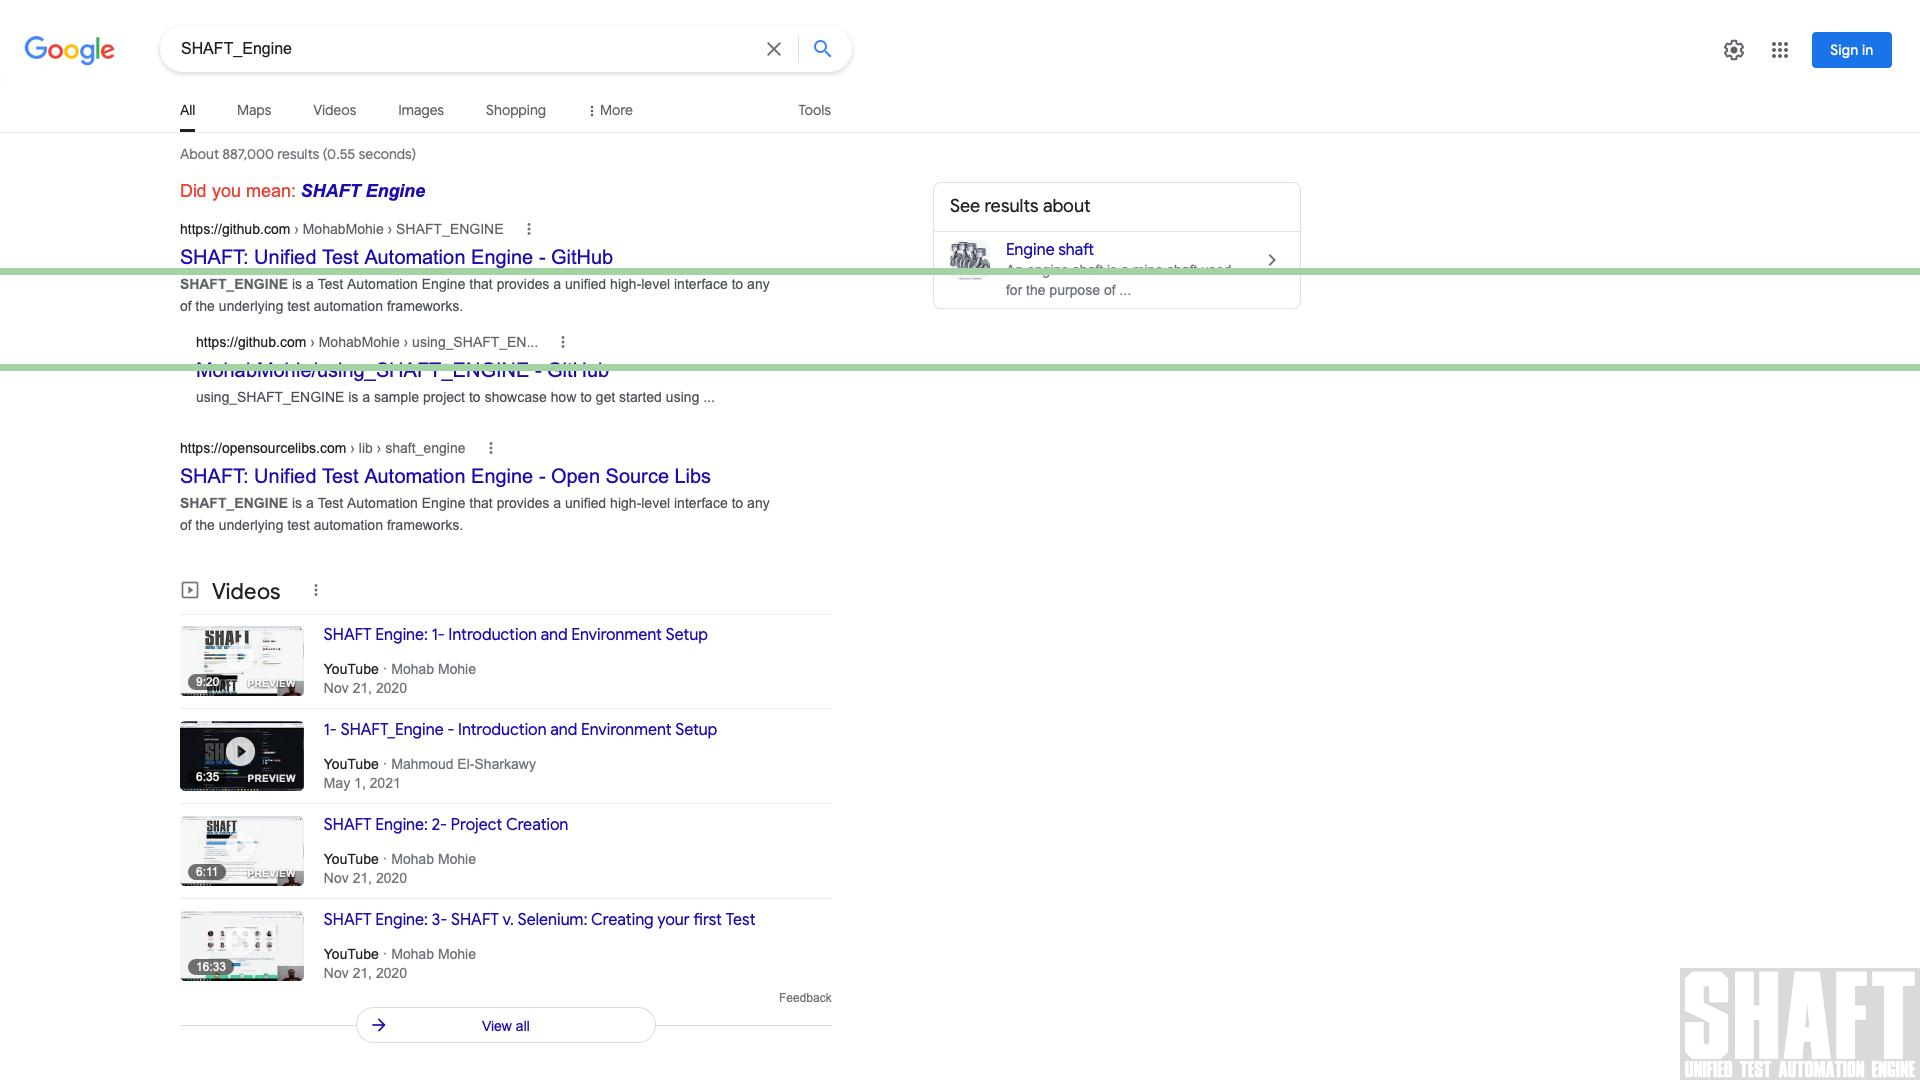 Google
SHAFT_Engine
Sign in
All
Maps
Videos
Images
Shopping
More
Tools
About 887,000 results (0.55 seconds)
Did you mean: SHAFT Engine
https://github.com › MohabMohie › SHAFT_ENGINE
SHAFT: Unified Test Automation Engine - GitHub
SHAFT_ENGINE is a Test Automation Engine that provides a unified high-level interface to any
of the underlying test automation frameworks.
https://github.com › MohabMohie › using_SHAFT_EN...
MohabMohie/using_SHAFT_ENGINE - GitHub
using_SHAFT_ENGINE is a sample project to showcase how to get started using ...
https://opensourcelibs.com › lib › shaft_engine
SHAFT: Unified Test Automation Engine - Open Source Libs
SHAFT_ENGINE is a Test Automation Engine that provides a unified high-level interface to any
of the underlying test automation frameworks.
Videos
SHAFT
9:20
PREVIEW
SHAFT Engine: 1- Introduction and Environment Setup
YouTube · Mohab Mohie
Nov 21, 2020
6:35
PREVIEW
1- SHAFT_Engine - Introduction and Environment Setup
YouTube · Mahmoud El-Sharkawy
May 1, 2021
SHAFT
6:11
PREVIEW
SHAFT Engine: 2- Project Creation
YouTube · Mohab Mohie
Nov 21, 2020
16:33
SHAFT Engine: 3- SHAFT v. Selenium: Creating your first Test
YouTube · Mohab Mohie
Nov 21, 2020
Feedback
View all
See results about
Engine shaft
An engine shaft is a mine shaft used
for the purpose of ...
SHAFT
UNIFIED TEST AUTOMATION ENGINE